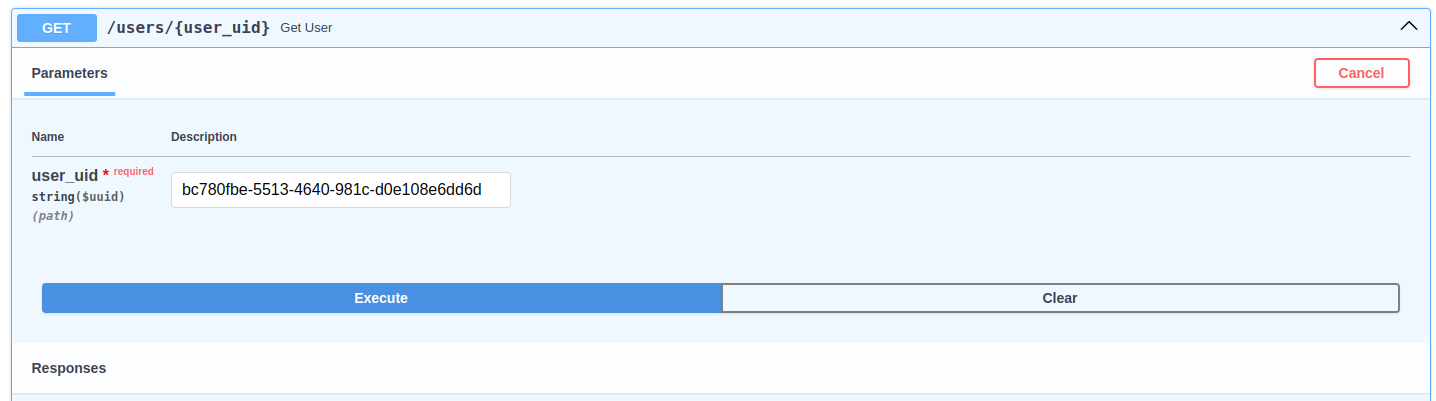 GET /users/{user_uid} Get User
Parameters Cancel
Name Description
user_uid * required
string($uuid)
(path)
bc780fbe-5513-4640-981c-d0e108e6dd6d
Execute Clear
Responses